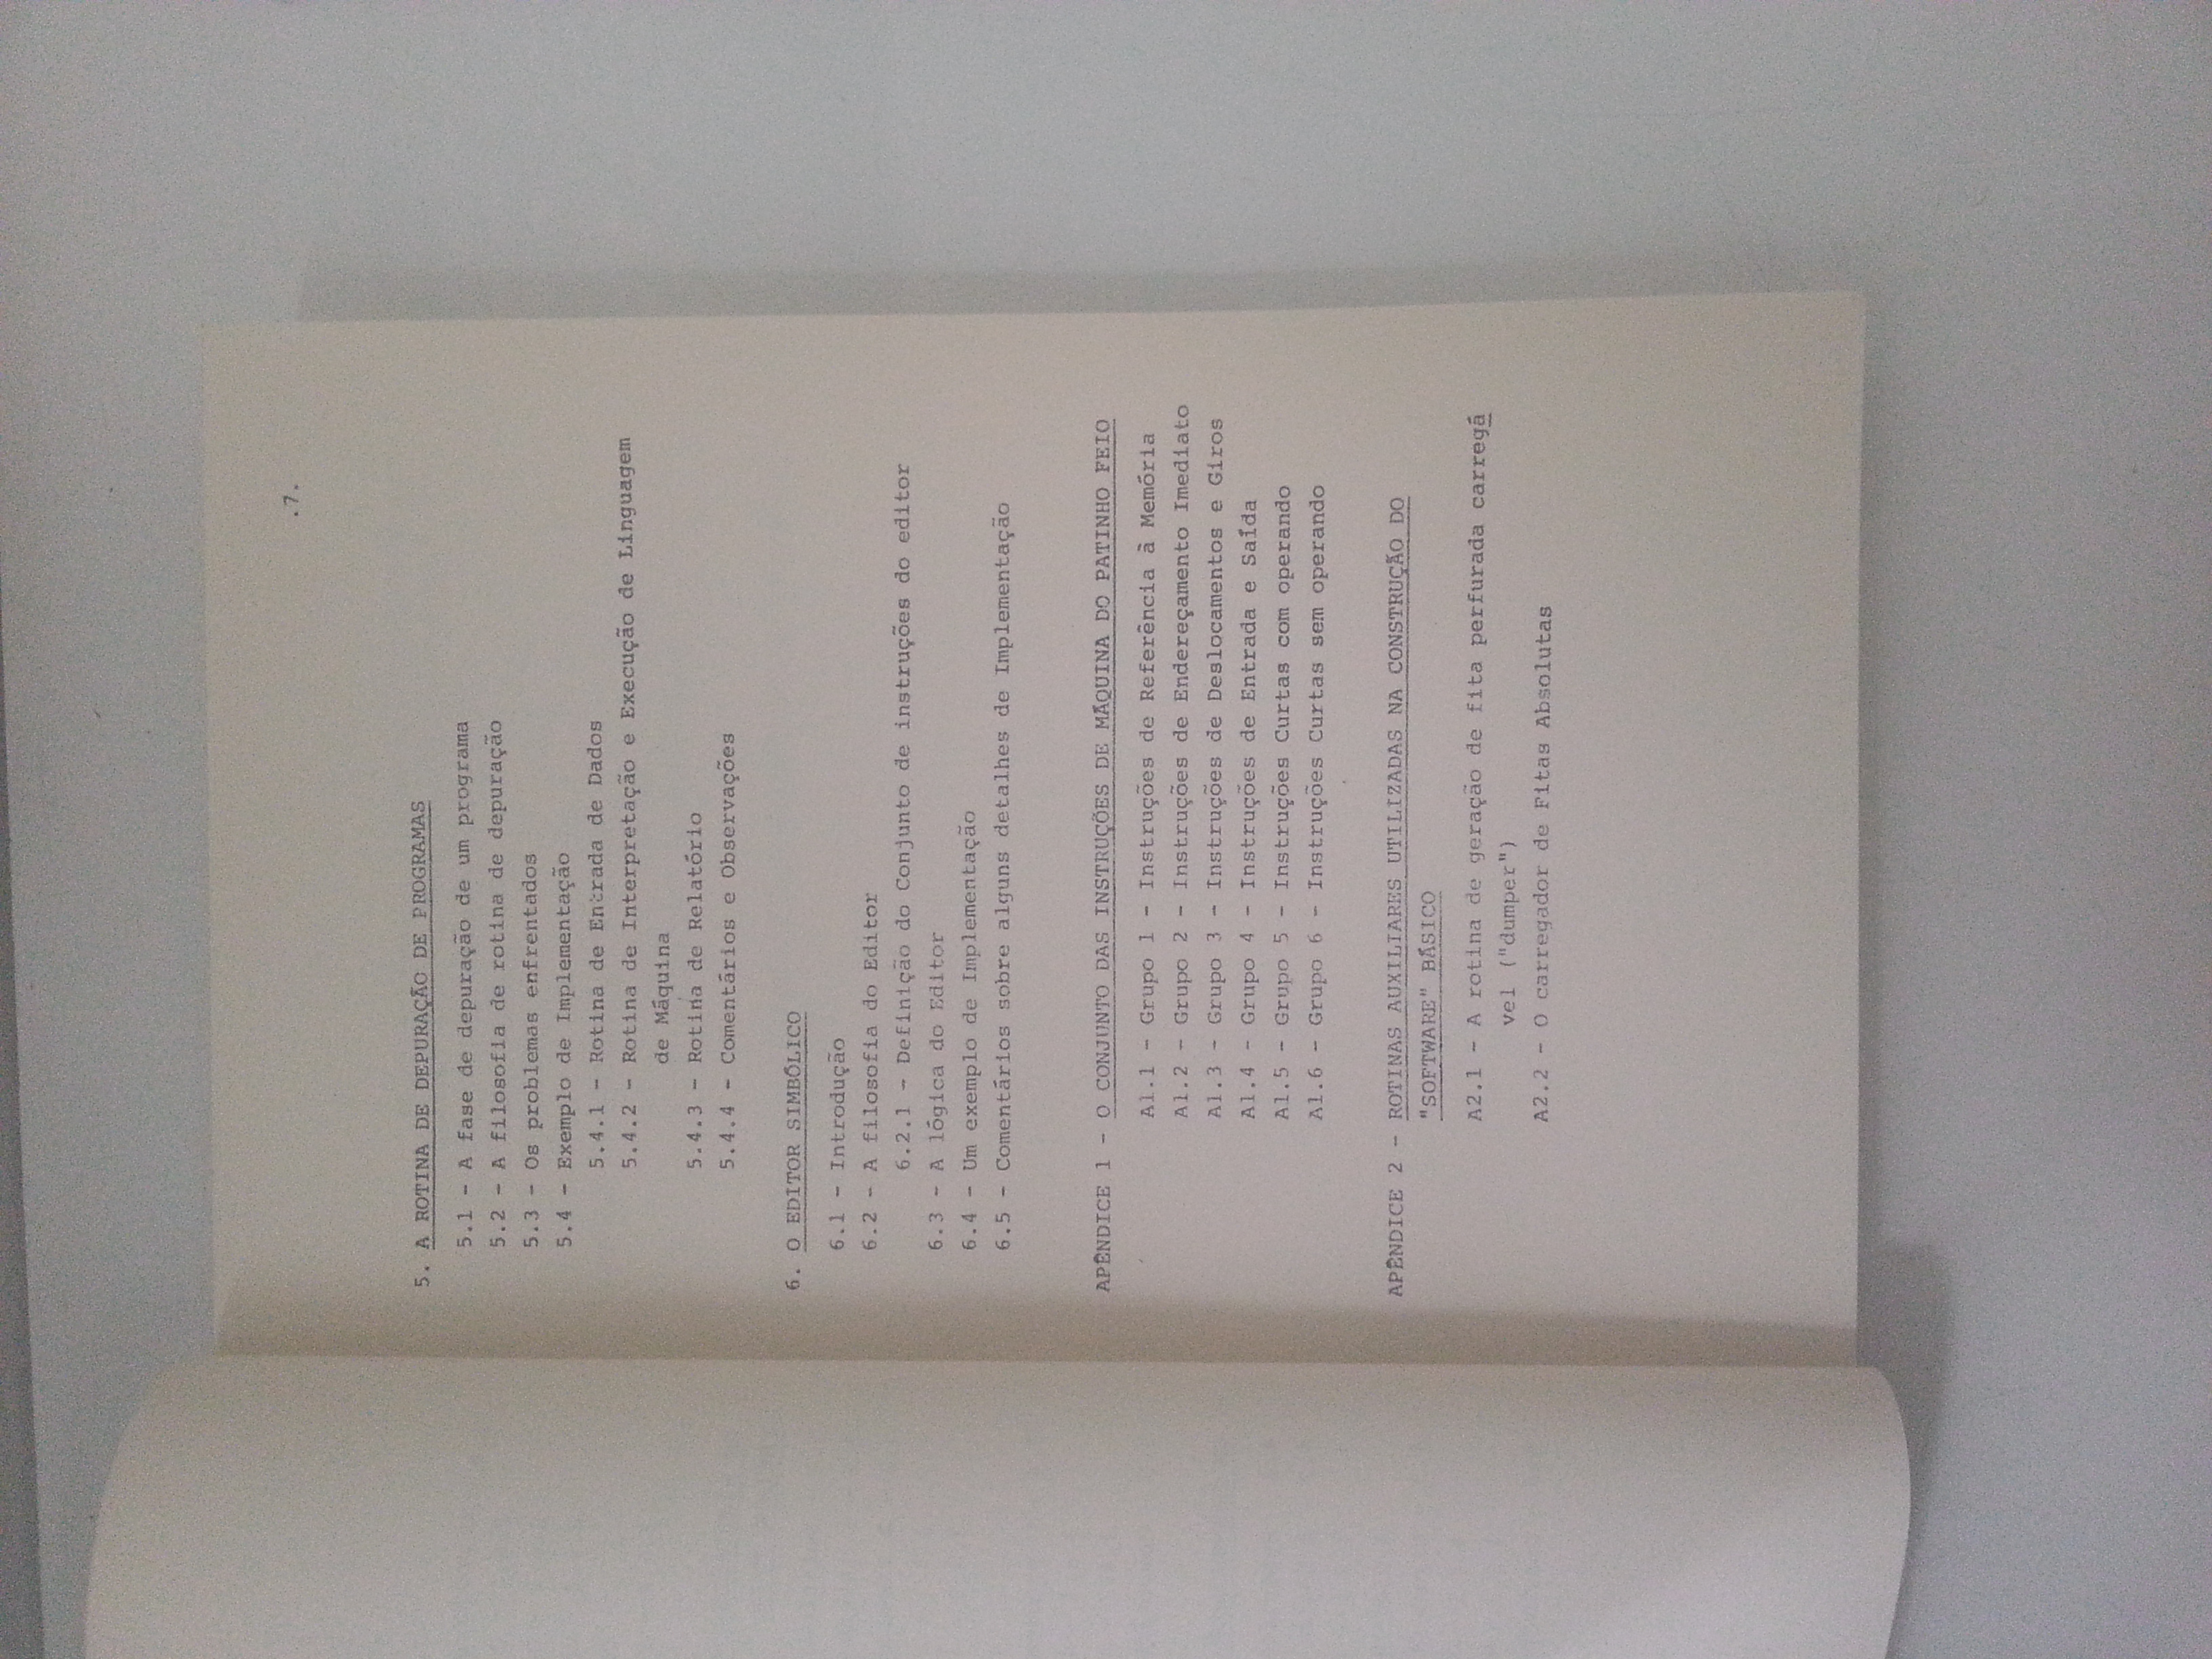 .7.
5. A ROTINA DE DEPURAÇÃO DE PROGRAMAS
5.1 - A fase de depuração de um programa
5.2 - A filosofia de rotina de depuração
5.3 - Os problemas enfrentados
5.4 - Exemplo de Implementação
5.4.1 - Rotina de Entrada de Dados
5.4.2 - Rotina de Interpretação e Execução de Linguagem
de Máquina
5.4.3 - Rotina de Relatório
5.4.4 - Comentários e Observações
6. O EDITOR SIMBÓLICO
6.1 - Introdução
6.2 - A filosofia do Editor
6.2.1 - Definição do Conjunto de instruções do editor
6.3 - A lógica do Editor
6.4 - Um exemplo de Implementação
6.5 - Comentários sobre alguns detalhes de Implementação
APÊNDICE 1 - O CONJUNTO DAS INSTRUÇÕES DE MÁQUINA DO PATINHO FEIO
A1.1 - Grupo 1 - Instruções de Referência à Memória
A1.2 - Grupo 2 - Instruções de Endereçamento Imediato
A1.3 - Grupo 3 - Instruções de Deslocamentos e Giros
A1.4 - Grupo 4 - Instruções de Entrada e Saída
A1.5 - Grupo 5 - Instruções Curtas com operando
A1.6 - Grupo 6 - Instruções Curtas sem operando
APÊNDICE 2 - ROTINAS AUXILIARES UTILIZADAS NA CONSTRUÇÃO DO
"SOFTWARE" BÁSICO
A2.1 - A rotina de geração de fita perfurada carregá
vel ("dumper")
A2.2 - O carregador de Fitas Absolutas